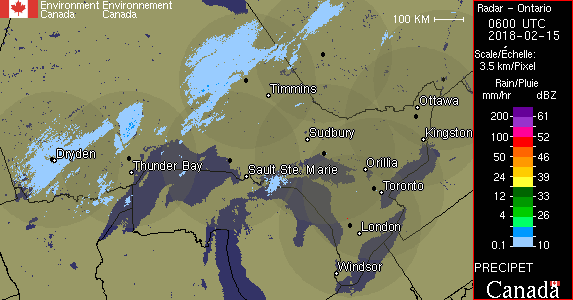 Environment Environnement
Canada Canada
100 KM
Timmins
Ottawa
Sudbury
Kingston
Dryden
Thunder Bay
Sault Ste. Marie
Orillia
Toronto
London
Windsor
Radar - Ontario
0600 UTC
2018-02-15
Scale/Échelle:
3.5 km/Pixel
Rain/Pluie
mm/hr dBZ
200 61
100 52
50 46
24 39
12 33
4 26
0.1 10
PRECIPET
Canada